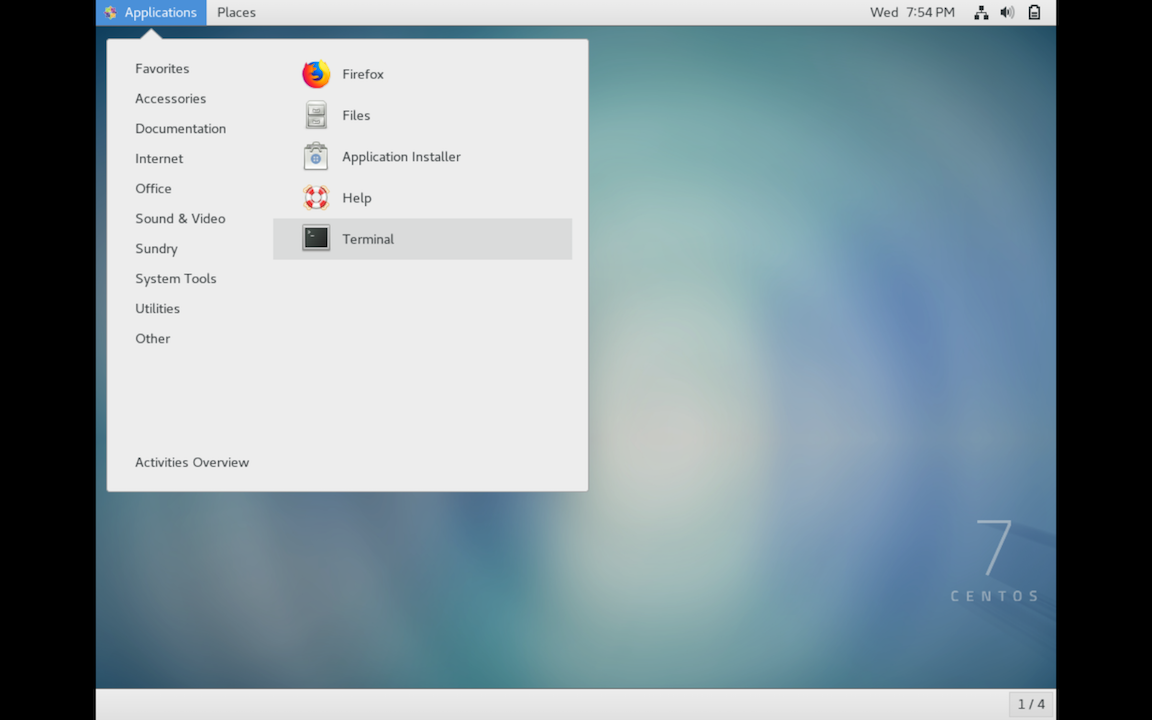 Applications Places Wed 7:54 PM
Favorites
Accessories
Documentation
Internet
Office
Sound & Video
Sundry
System Tools
Utilities
Other
Activities Overview
Firefox
Files
Application Installer
Help
Terminal
7
CENTOS
1 / 4